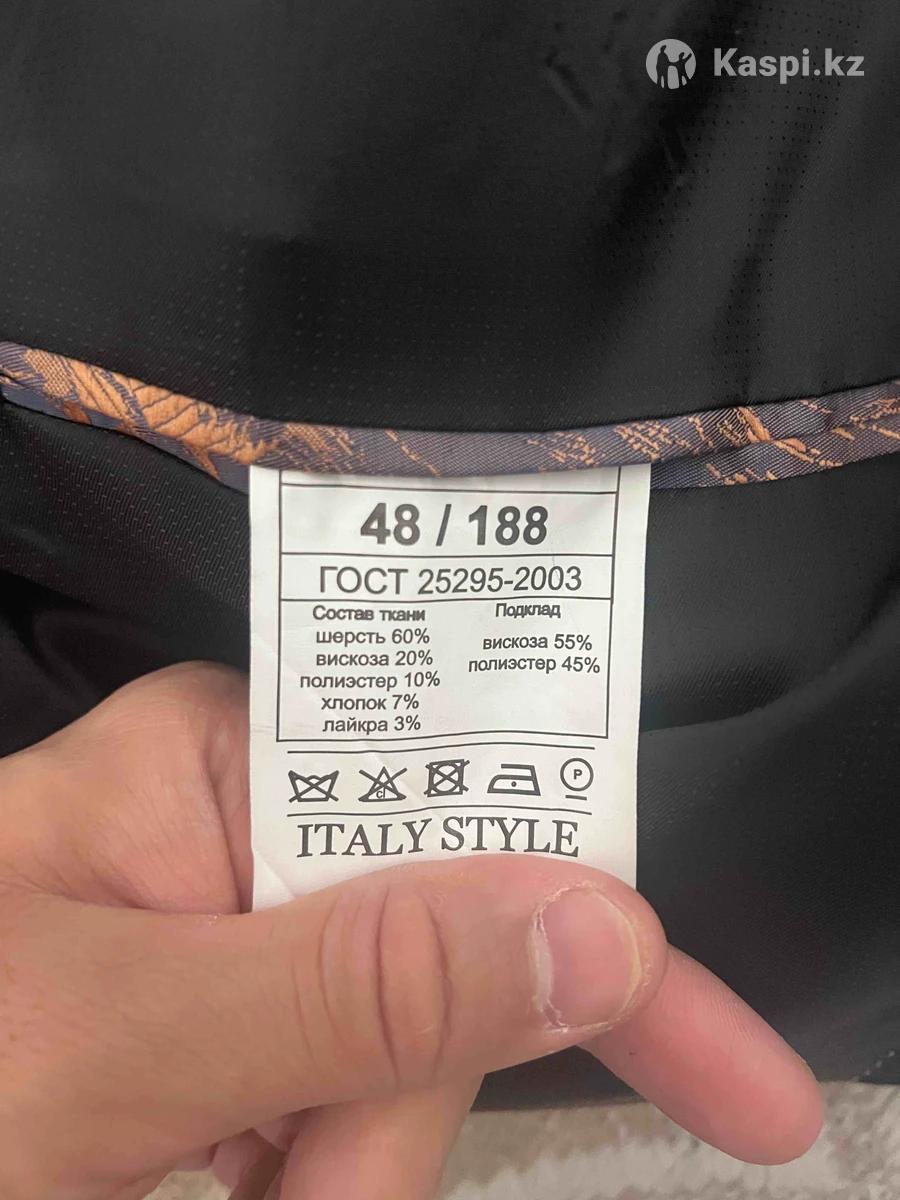 Kaspi.kz
48 / 188
ГОСТ 25295-2003
Состав ткани
шерсть 60%
вискоза 20%
полиэстер 10%
хлопок 7%
лайкра 3%
Подклад
вискоза 55%
полиэстер 45%
cl
P
ITALY STYLE